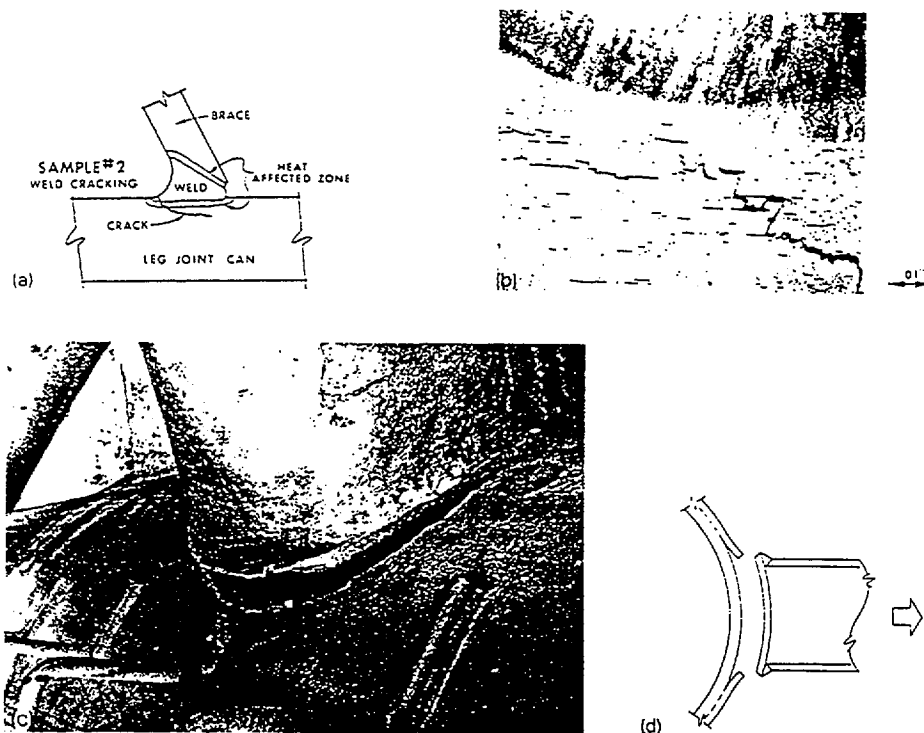 BRACE
SAMPLE #2
WELD CRACKING
HEAT
AFFECTED ZONE
WELD
CRACK
LEG JOINT CAN
(a)
(b)
(c)
(d)